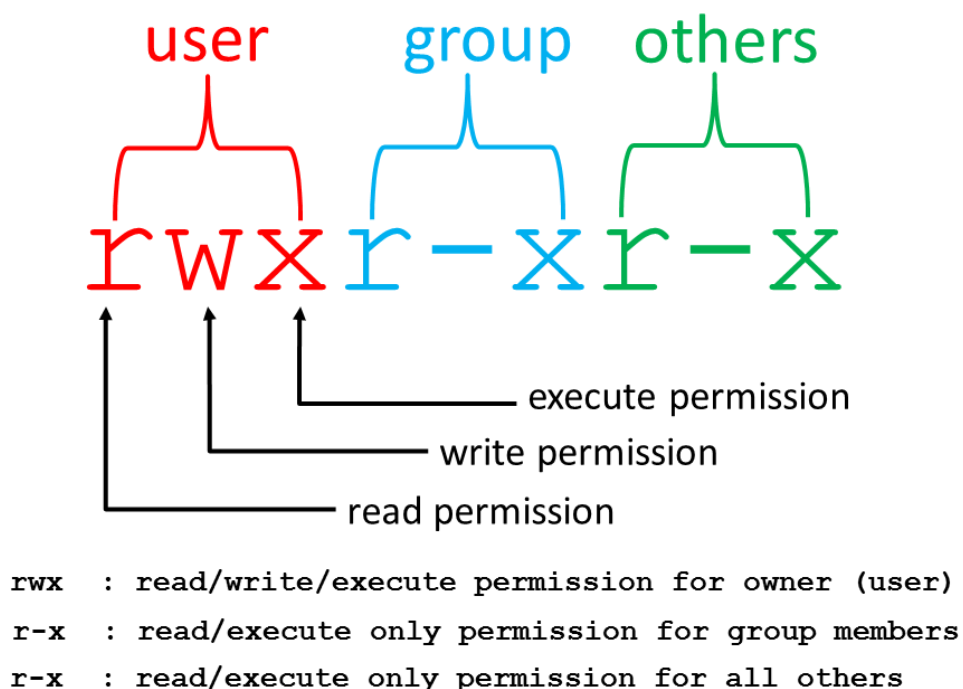 user group others
rwxr-xr-x
execute permission
write permission
read permission
rwx : read/write/execute permission for owner (user)
r-x : read/execute only permission for group members
r-x : read/execute only permission for all others